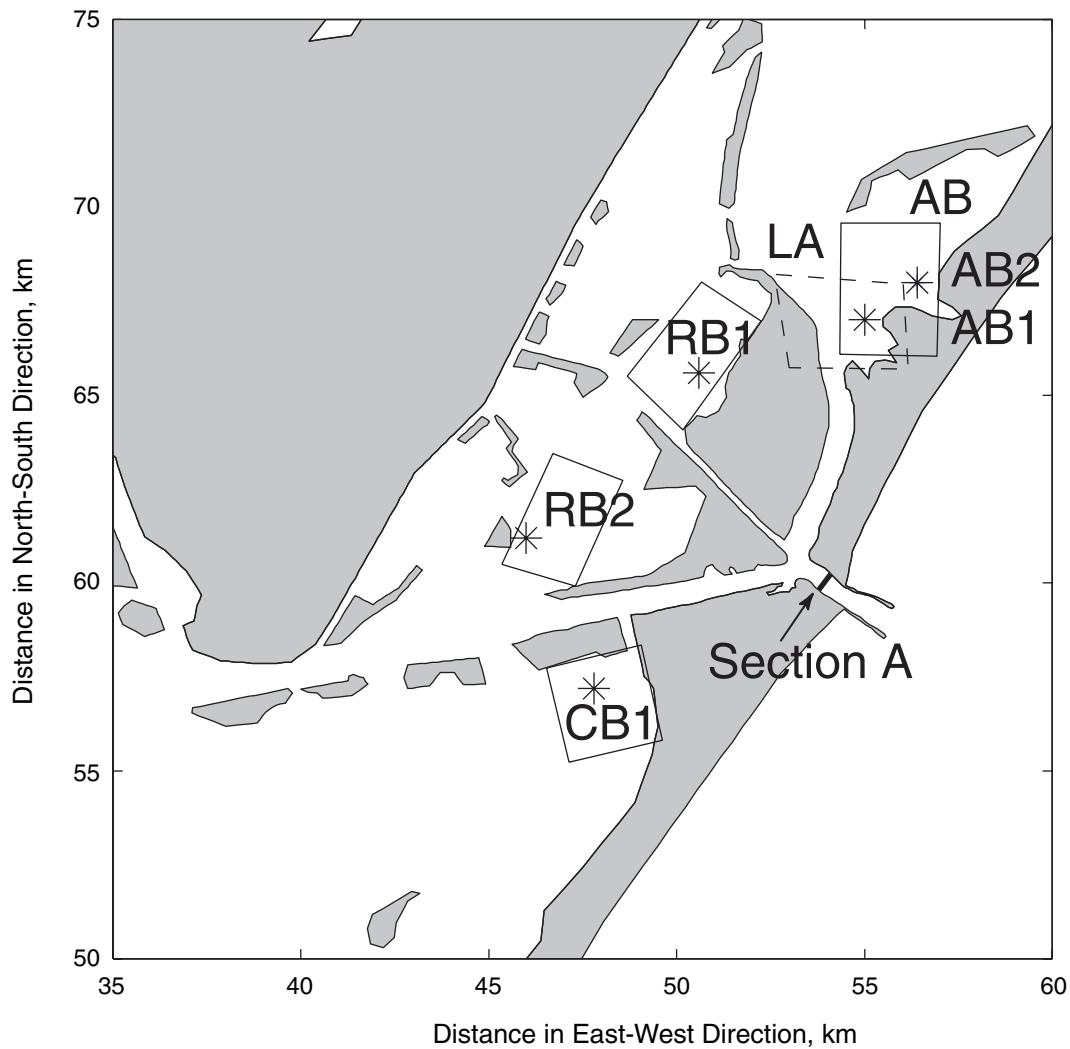 75
70
65
60
55
50
35
40
45
50
55
60
Distance in North-South Direction, km
Distance in East-West Direction, km
AB
LA
AB2
AB1
RB1
RB2
Section A
CB1